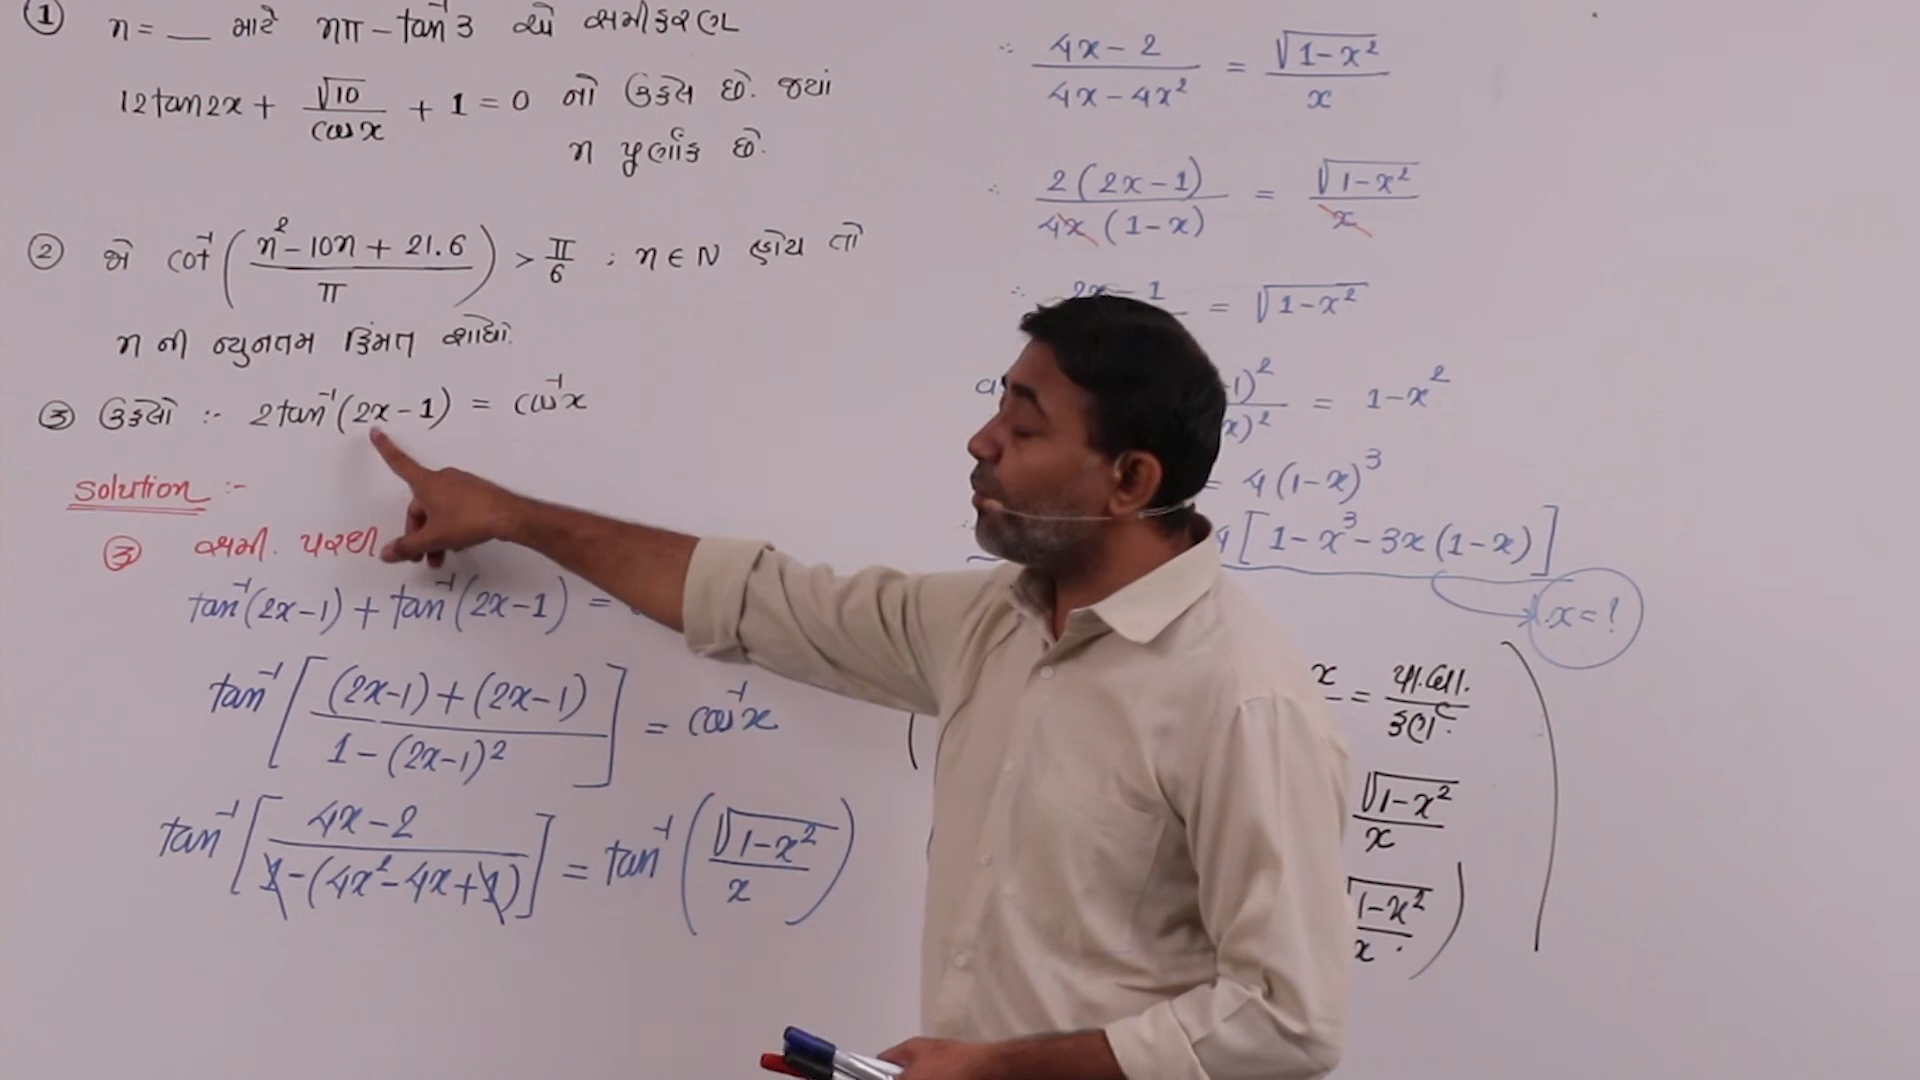 ① n = __ માટે nπ – tan⁻¹3 એ સમીકરણ
12tan2x + √10/cosx + 1 = 0 નો ઉકેલ છે. જ્યાં
n પુર્ણાંક છે.
② જો cot⁻¹((n² – 10n + 21.6)/π) > π/6 ; n ∈ N હોય તો
n ની ન્યુનતમ કિંમત શોધો.
③ ઉકેલો :- 2tan⁻¹(2x – 1) = cos⁻¹x
Solution :-
③ સમી. પરથી
tan⁻¹(2x–1) + tan⁻¹(2x–1) =
tan⁻¹[((2x–1) + (2x–1))/(1 – (2x–1)²)] = cos⁻¹x
tan⁻¹[(4x – 2)/(1 – (4x² – 4x + 1))] = tan⁻¹(√(1–x²)/x)
∴ (4x – 2)/(4x – 4x²) = √(1–x²)/x
∴ 2(2x – 1)/(4x(1–x)) = √(1–x²)/x
∴ 2x – 1 = √(1–x²)
1)²/x)² = 1–x²
= 4(1–x)³
[1 – x³ – 3x(1–x)]
x = !
x = પા.બા./કર્ણ.
√(1–x²)/x
√(1–x²)/x)